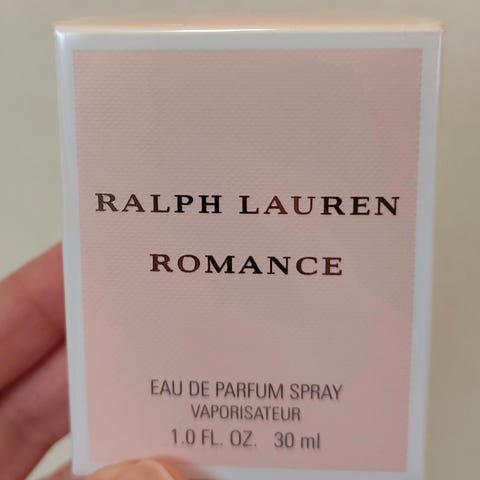 RALPH LAUREN
ROMANCE
EAU DE PARFUM SPRAY
VAPORISATEUR
1.0 FL. OZ. 30 ml